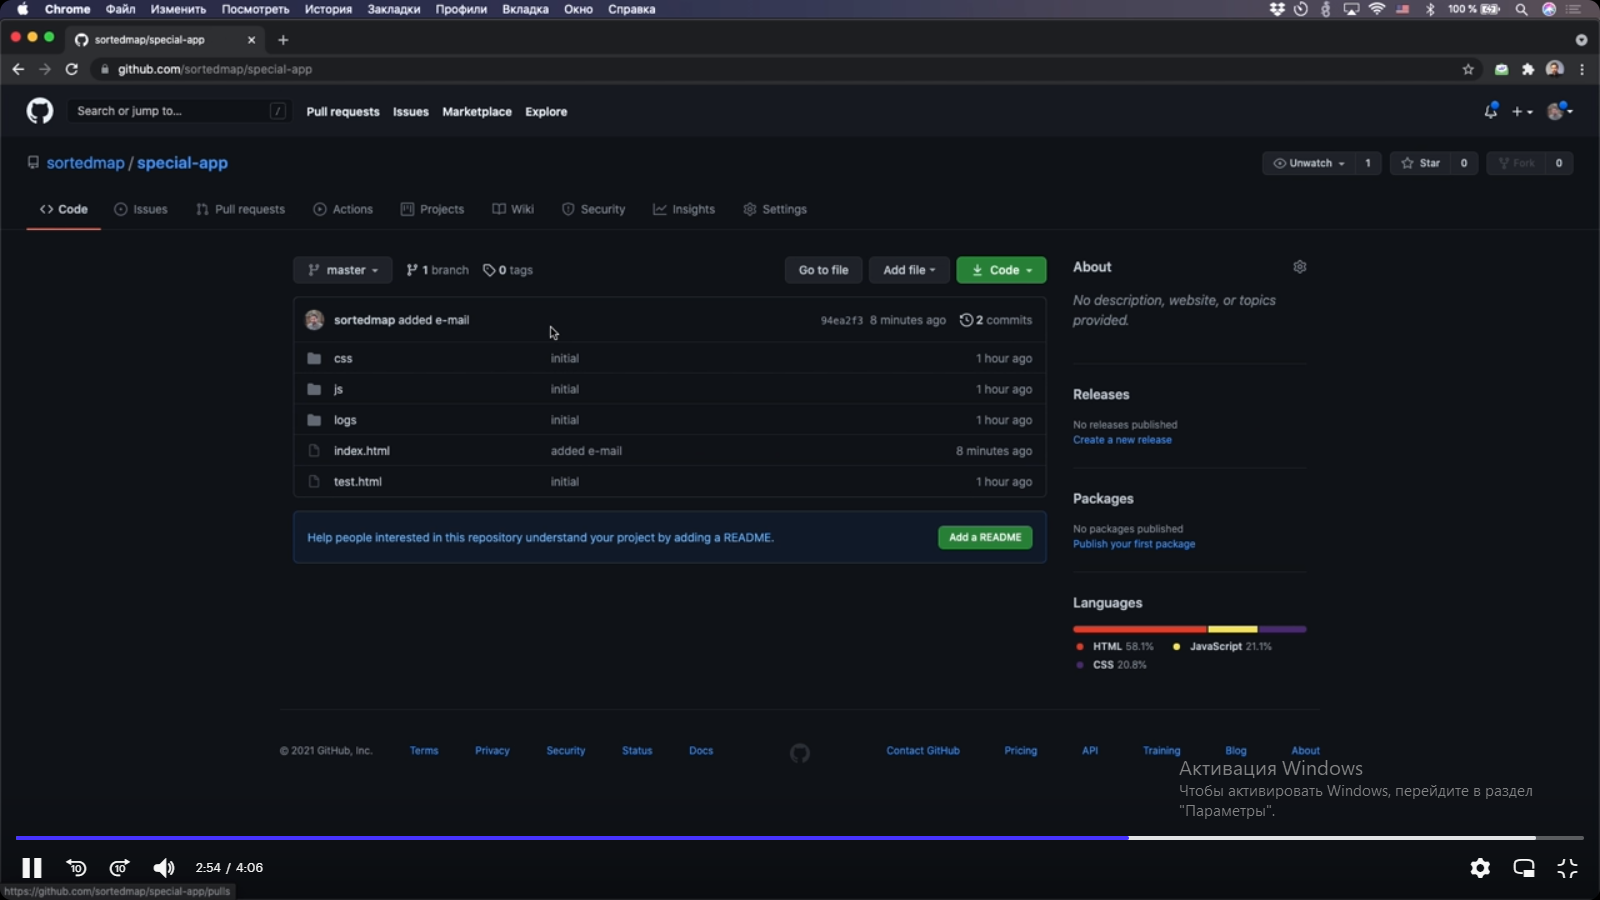 Chrome Файл Изменить Посмотреть История Закладки Профили Вкладка Окно Справка 100 %
sortedmap/special-app
github.com/sortedmap/special-app
Search or jump to... / Pull requests Issues Marketplace Explore
sortedmap / special-app Unwatch 1 Star 0 Fork 0
Code Issues Pull requests Actions Projects Wiki Security Insights Settings
master 1 branch 0 tags Go to file Add file Code
sortedmap added e-mail 94ea2f3 8 minutes ago 2 commits
css initial 1 hour ago
js initial 1 hour ago
logs initial 1 hour ago
index.html added e-mail 8 minutes ago
test.html initial 1 hour ago
Help people interested in this repository understand your project by adding a README. Add a README
About
No description, website, or topics
provided.
Releases
No releases published
Create a new release
Packages
No packages published
Publish your first package
Languages
HTML 58.1% JavaScript 21.1%
CSS 20.8%
© 2021 GitHub, Inc. Terms Privacy Security Status Docs Contact GitHub Pricing API Training Blog About
Активация Windows
Чтобы активировать Windows, перейдите в раздел
"Параметры".
10 10 2:54 / 4:06
https://github.com/sortedmap/special-app/pulls